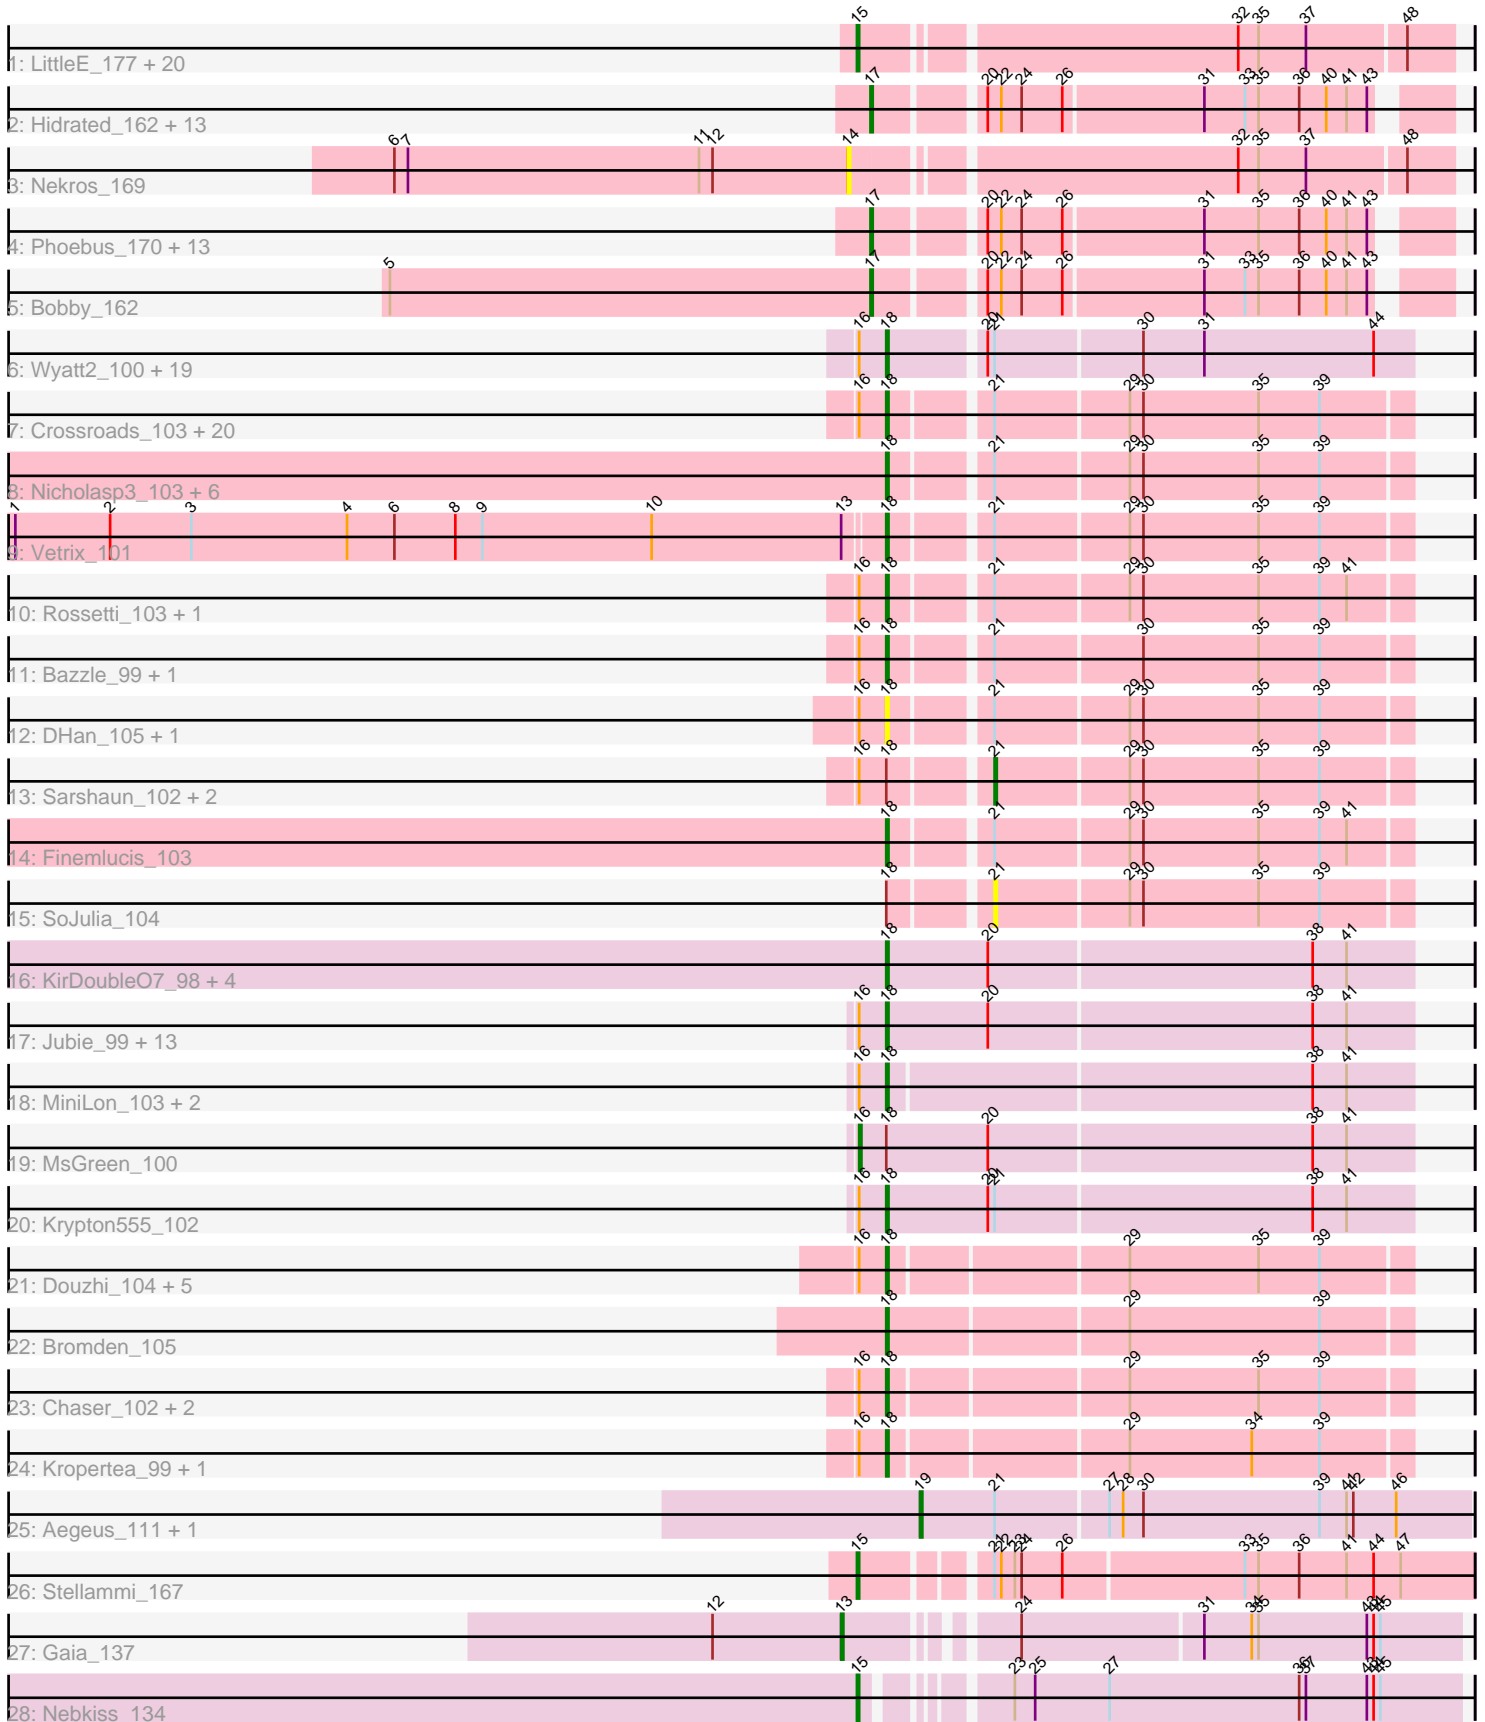 15 32 35 37 48
1: LittleE_177 + 20
17 20 22 24 26 31 33 35 36 40 41 43
2: Hidrated_162 + 13
6 7 11 12 14 32 35 37 48
3: Nekros_169
17 20 22 24 26 31 35 36 40 41 43
4: Phoebus_170 + 13
5 17 20 22 24 26 31 33 35 36 40 41 43
5: Bobby_162
16 18 20 21 30 31 44
6: Wyatt2_100 + 19
16 18 21 29 30 35 39
7: Crossroads_103 + 20
18 21 29 30 35 39
8: Nicholasp3_103 + 6
1 2 3 4 6 8 9 10 13 18 21 29 30 35 39
9: Vetrix_101
16 18 21 29 30 35 39 41
10: Rossetti_103 + 1
16 18 21 30 35 39
11: Bazzle_99 + 1
16 18 21 29 30 35 39
12: DHan_105 + 1
16 18 21 29 30 35 39
13: Sarshaun_102 + 2
18 21 29 30 35 39 41
14: Finemlucis_103
18 21 29 30 35 39
15: SoJulia_104
18 20 38 41
16: KirDoubleO7_98 + 4
16 18 20 38 41
17: Jubie_99 + 13
16 18 38 41
18: MiniLon_103 + 2
16 18 20 38 41
19: MsGreen_100
16 18 20 21 38 41
20: Krypton555_102
16 18 29 35 39
21: Douzhi_104 + 5
18 29 39
22: Bromden_105
16 18 29 35 39
23: Chaser_102 + 2
16 18 29 34 39
24: Kropertea_99 + 1
19 21 27 28 30 39 41 42 46
25: Aegeus_111 + 1
15 21 22 23 24 26 33 35 36 41 44 47
26: Stellammi_167
12 13 24 31 34 35 43 44 45
27: Gaia_137
15 23 25 27 36 37 43 44 45
28: Nebkiss_134